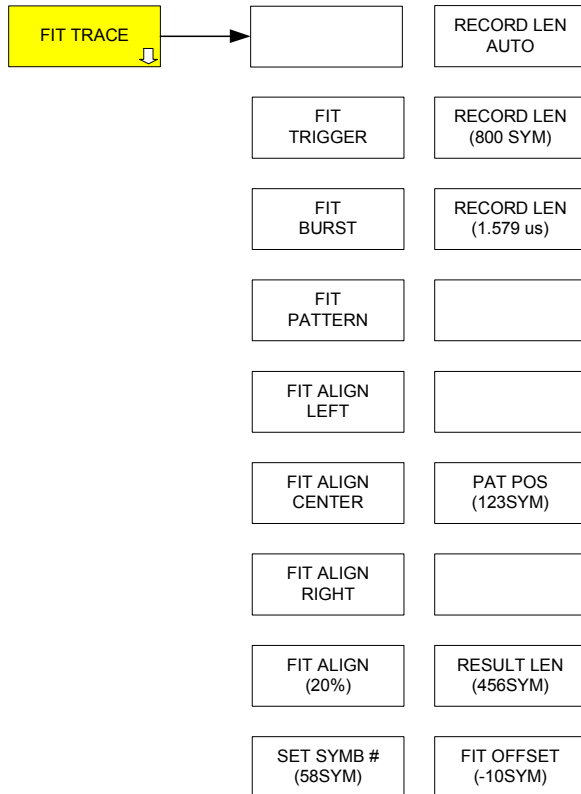 FIT TRACE
RECORD LEN
AUTO
FIT
TRIGGER
RECORD LEN
(800 SYM)
FIT
BURST
RECORD LEN
(1.579 us)
FIT
PATTERN
FIT ALIGN
LEFT
FIT ALIGN
CENTER
PAT POS
(123SYM)
FIT ALIGN
RIGHT
FIT ALIGN
(20%)
RESULT LEN
(456SYM)
SET SYMB #
(58SYM)
FIT OFFSET
(-10SYM)